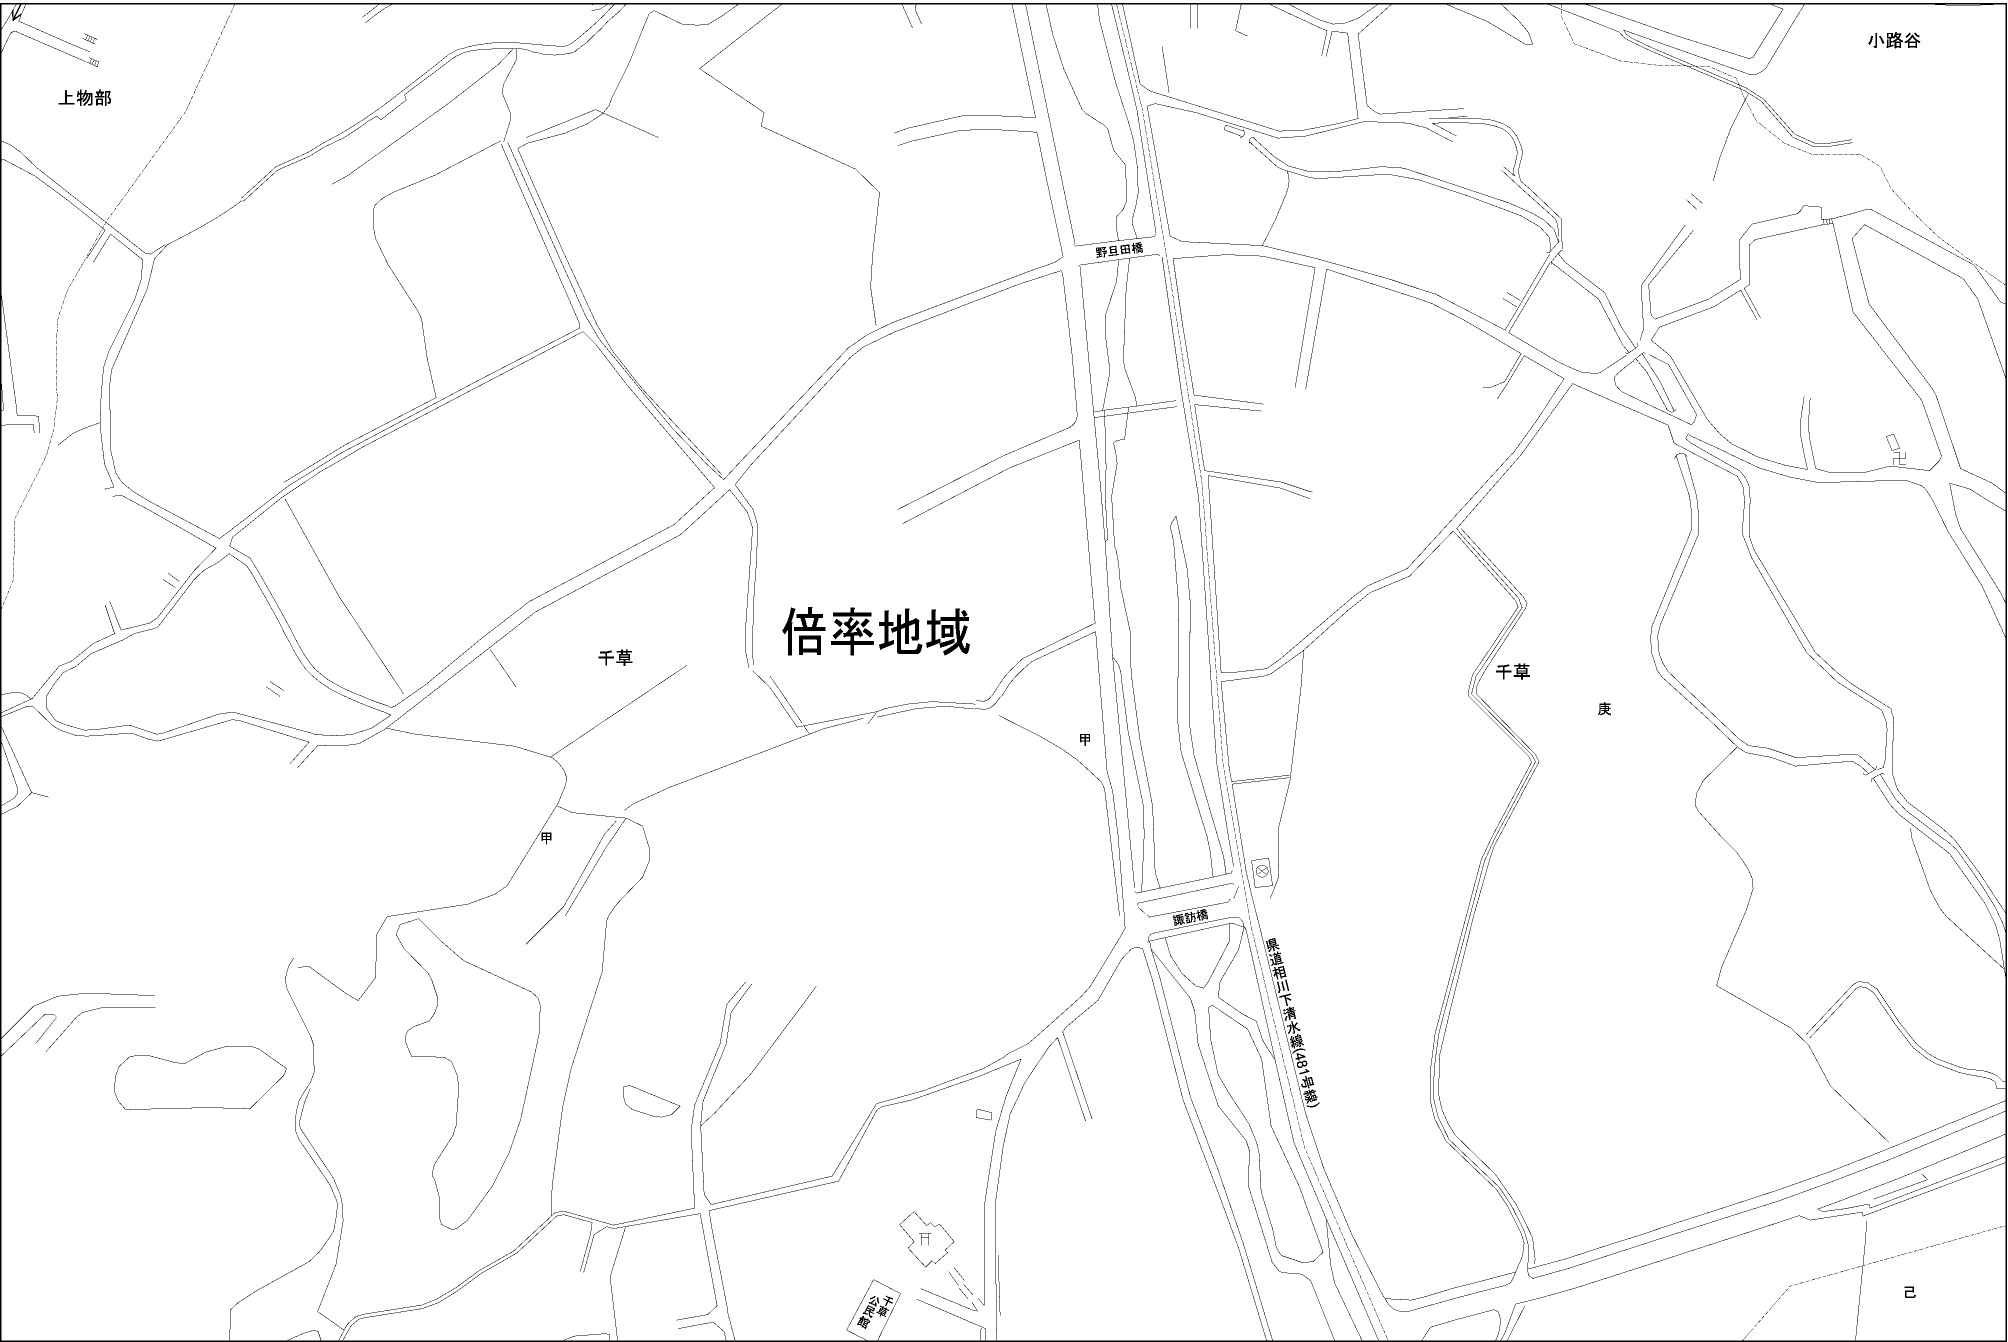 小路谷
上物部
野旦田橋
倍率地域
千草
千草
庚
甲
甲
諏訪橋
県道相川下清水線(481号線)
千草
公民館
己